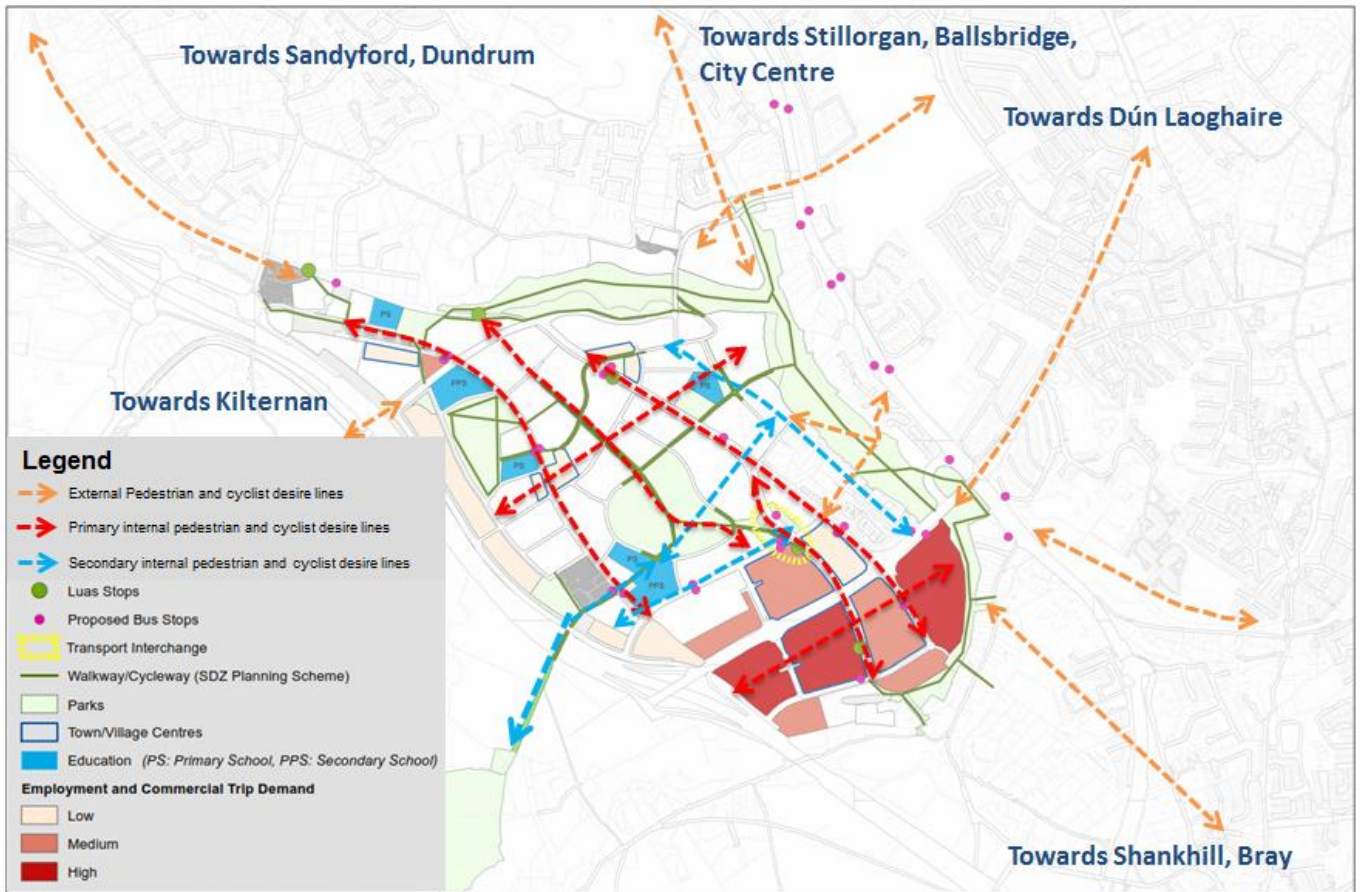 Towards Sandyford, Dundrum
Towards Stillorgan, Ballsbridge,
City Centre
Towards Dún Laoghaire
PS
Towards Kilternan
PPS
PS
PS
PS
PPS
Legend
External Pedestrian and cyclist desire lines
Primary internal pedestrian and cyclist desire lines
Secondary internal pedestrian and cyclist desire lines
Luas Stops
Proposed Bus Stops
Transport Interchange
Walkway/Cycleway (SDZ Planning Scheme)
Parks
Town/Village Centres
Education (PS: Primary School, PPS: Secondary School)
Employment and Commercial Trip Demand
Low
Medium
High
Towards Shankhill, Bray